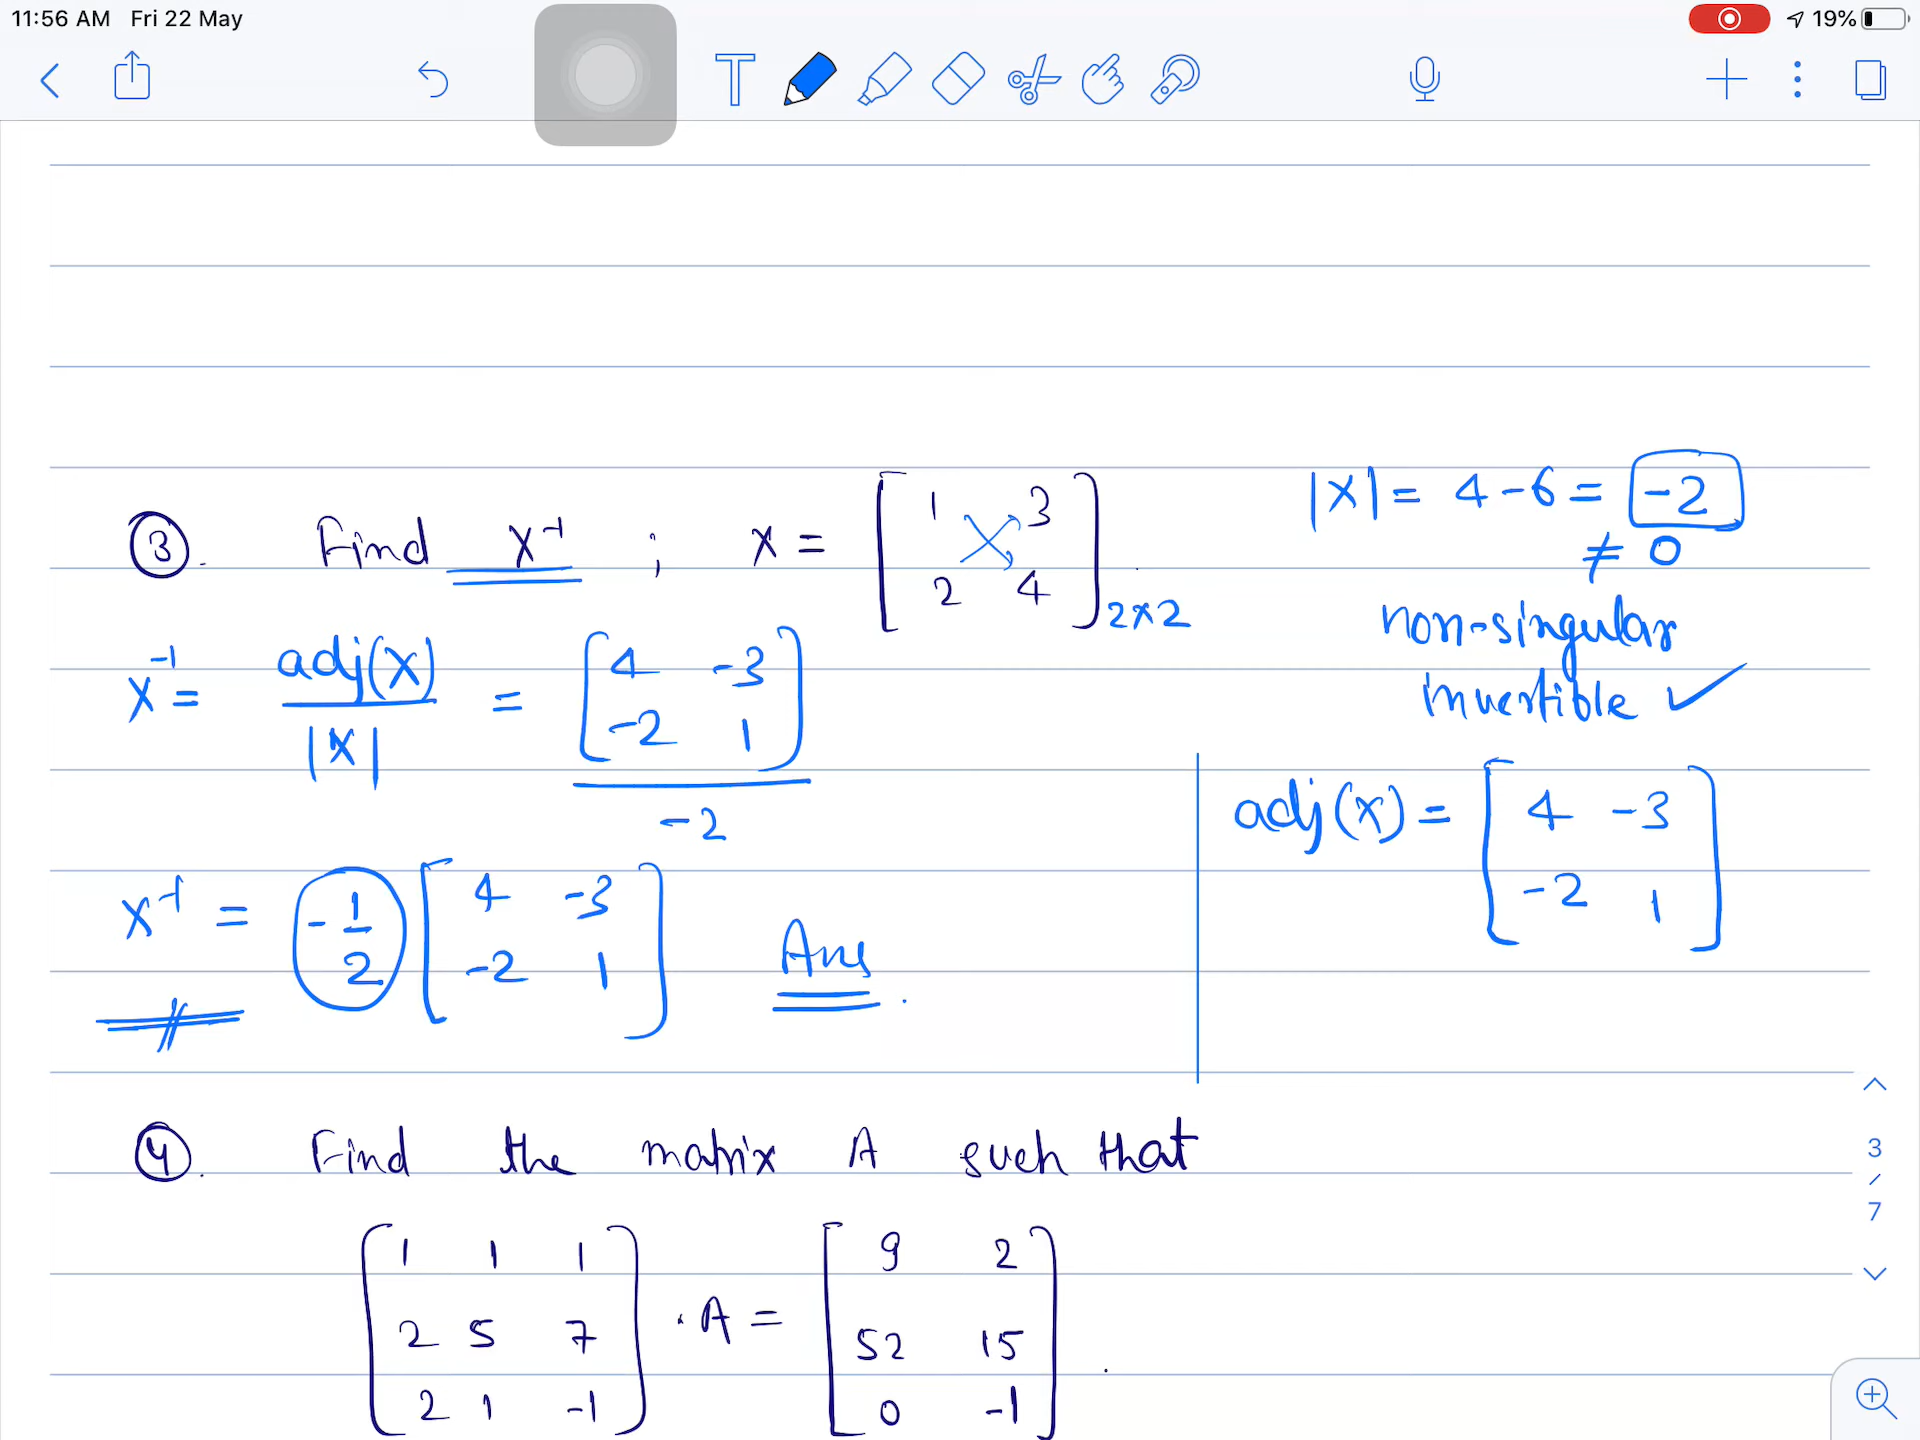 11:56 AM Fri 22 May 19%
T
③. Find X⁻¹ ; X = [1 3
2 4]2×2
|X| = 4-6 = -2
≠ 0
non-singular
invertible ✓
X⁻¹ = adj(X)/|X| = [4 -3
-2 1]
-2
adj(X) = [4 -3
-2 1]
X⁻¹ = -1/2 [4 -3
-2 1] Ans.
④. Find the matrix A such that
[1 1 1
2 5 7
2 1 -1] . A = [9 2
52 15
0 -1].
3
/
7